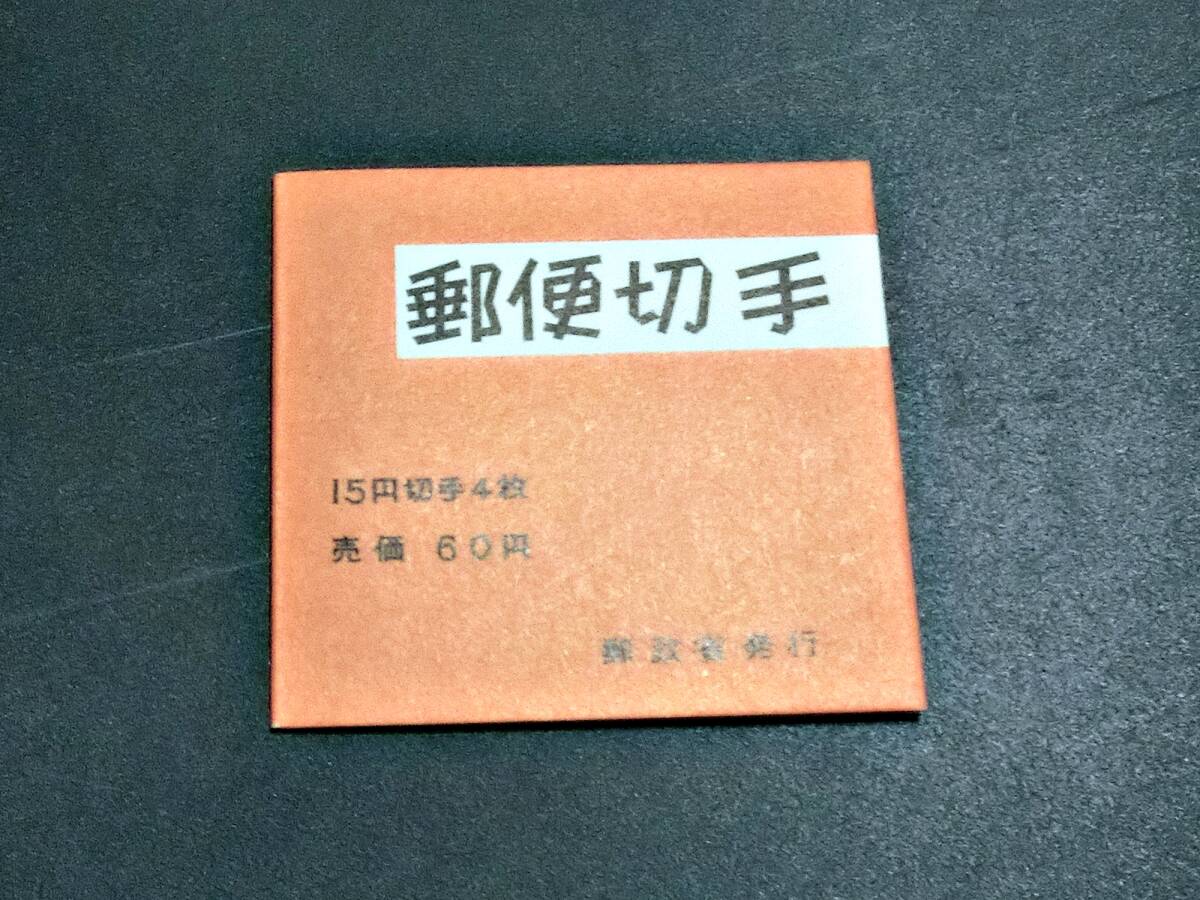 郵便切手
15円切手4枚
売価 60円
郵政省発行